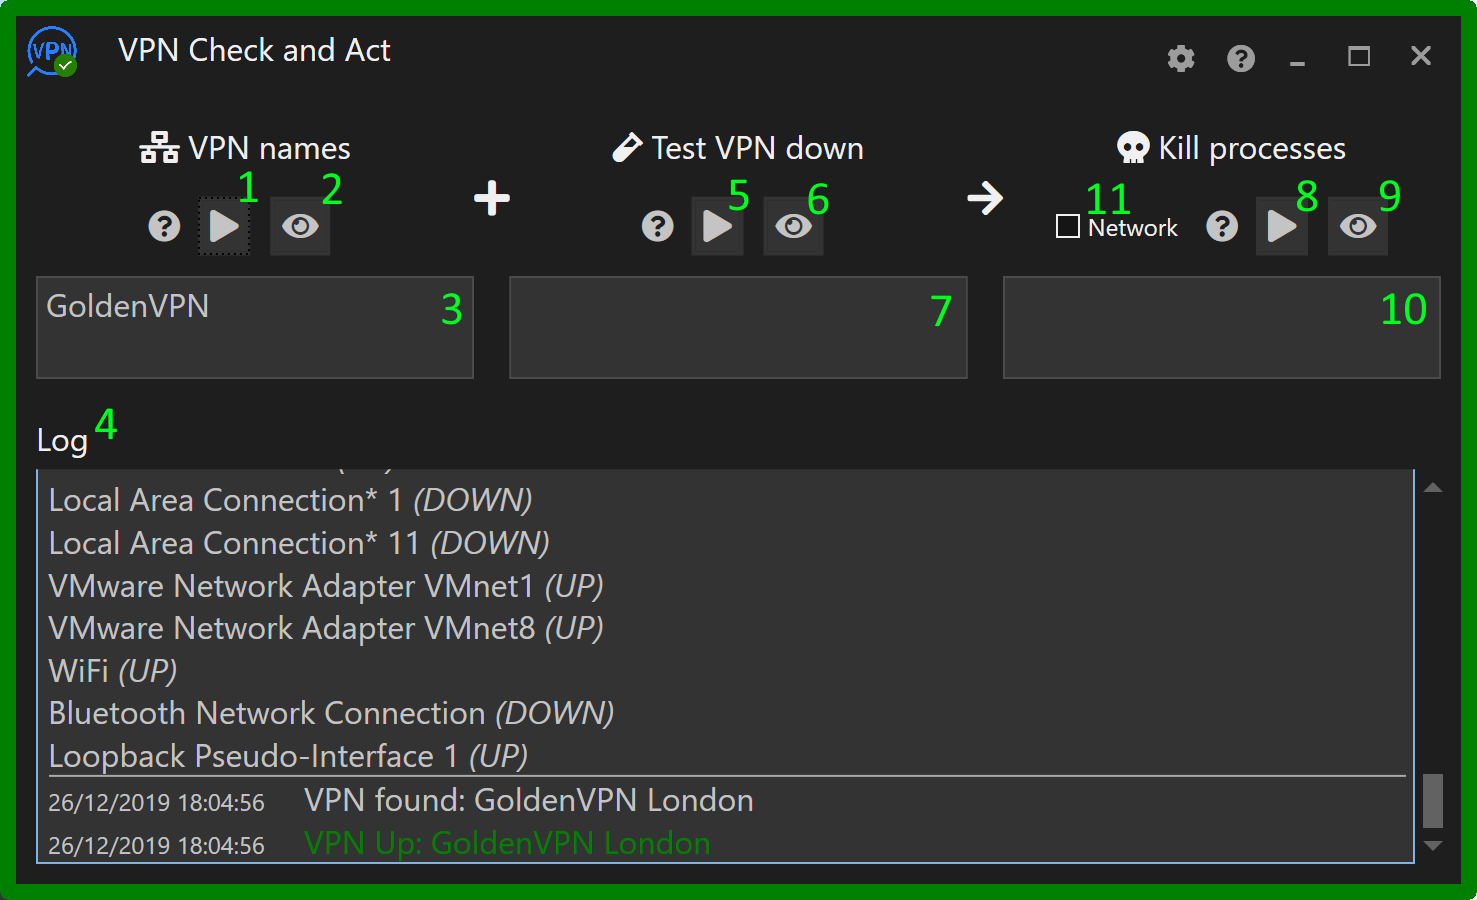 VPN
VPN Check and Act
VPN names
Test VPN down
Kill processes
1
2
5
6
11
8
9
Network
GoldenVPN
3
7
10
Log
4
Local Area Connection* 1 (DOWN)
Local Area Connection* 11 (DOWN)
VMware Network Adapter VMnet1 (UP)
VMware Network Adapter VMnet8 (UP)
WiFi (UP)
Bluetooth Network Connection (DOWN)
Loopback Pseudo-Interface 1 (UP)
26/12/2019 18:04:56 VPN found: GoldenVPN London
26/12/2019 18:04:56 VPN Up: GoldenVPN London